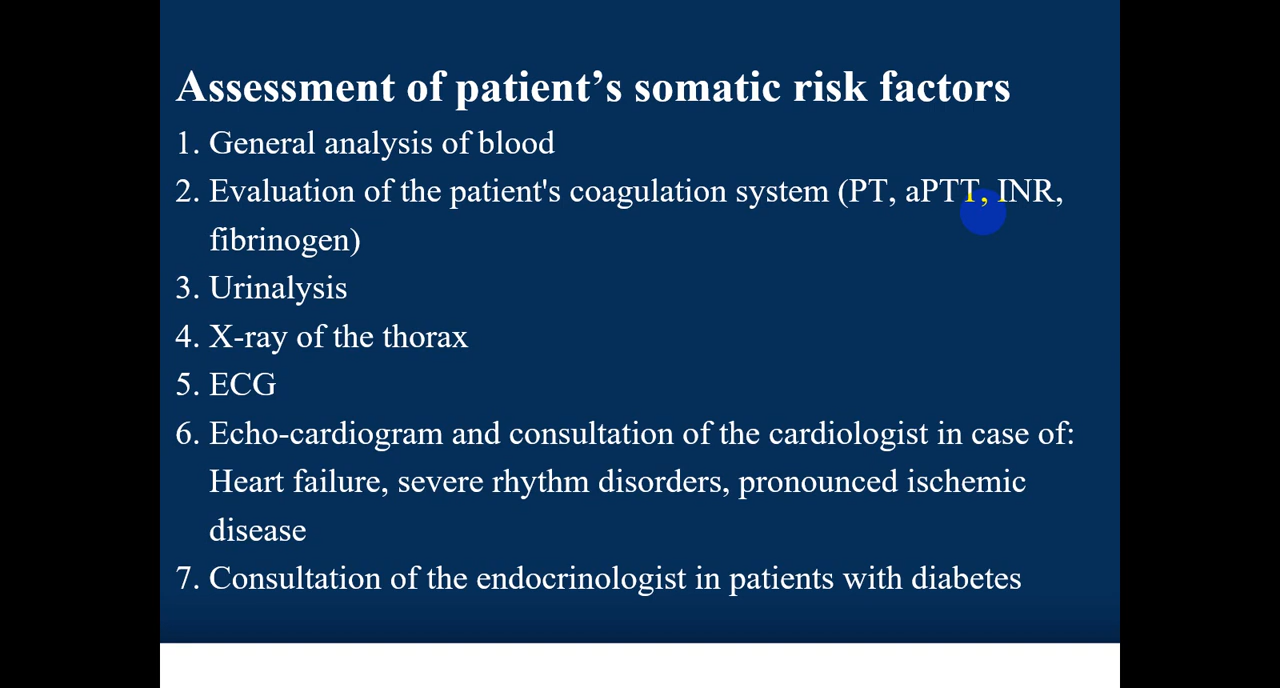 Assessment of patient’s somatic risk factors
1. General analysis of blood
2. Evaluation of the patient's coagulation system (PT, aPTT, INR,
fibrinogen)
3. Urinalysis
4. X-ray of the thorax
5. ECG
6. Echo-cardiogram and consultation of the cardiologist in case of:
Heart failure, severe rhythm disorders, pronounced ischemic
disease
7. Consultation of the endocrinologist in patients with diabetes